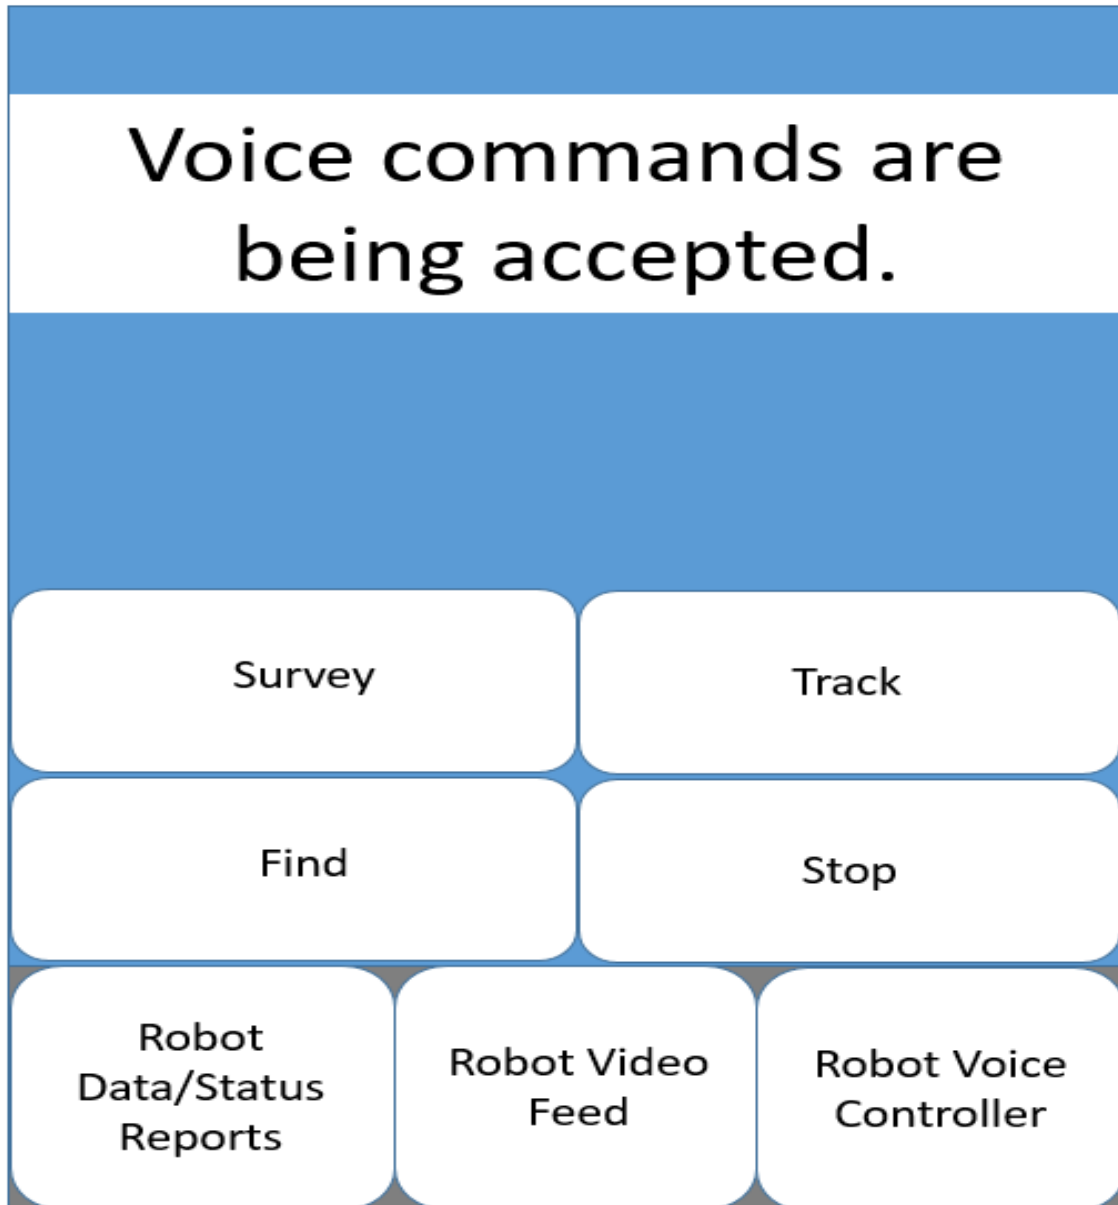 Voice commands are
being accepted.
Survey
Track
Find
Stop
Robot
Data/Status
Reports
Robot Video
Feed
Robot Voice
Controller